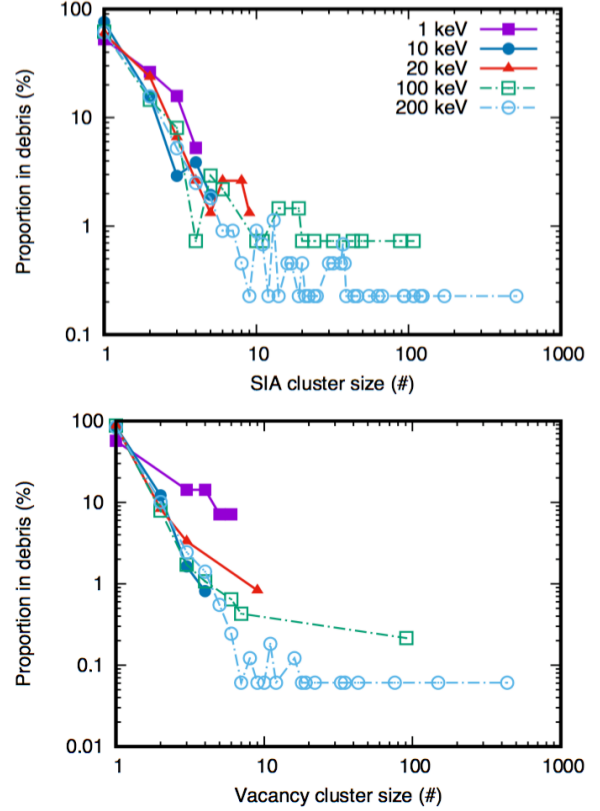 100
10
1
0.1
Proportion in debris (%)
1 keV
10 keV
20 keV
100 keV
200 keV
1 10 100 1000
SIA cluster size (#)
100
10
1
0.1
0.01
Proportion in debris (%)
1 10 100 1000
Vacancy cluster size (#)